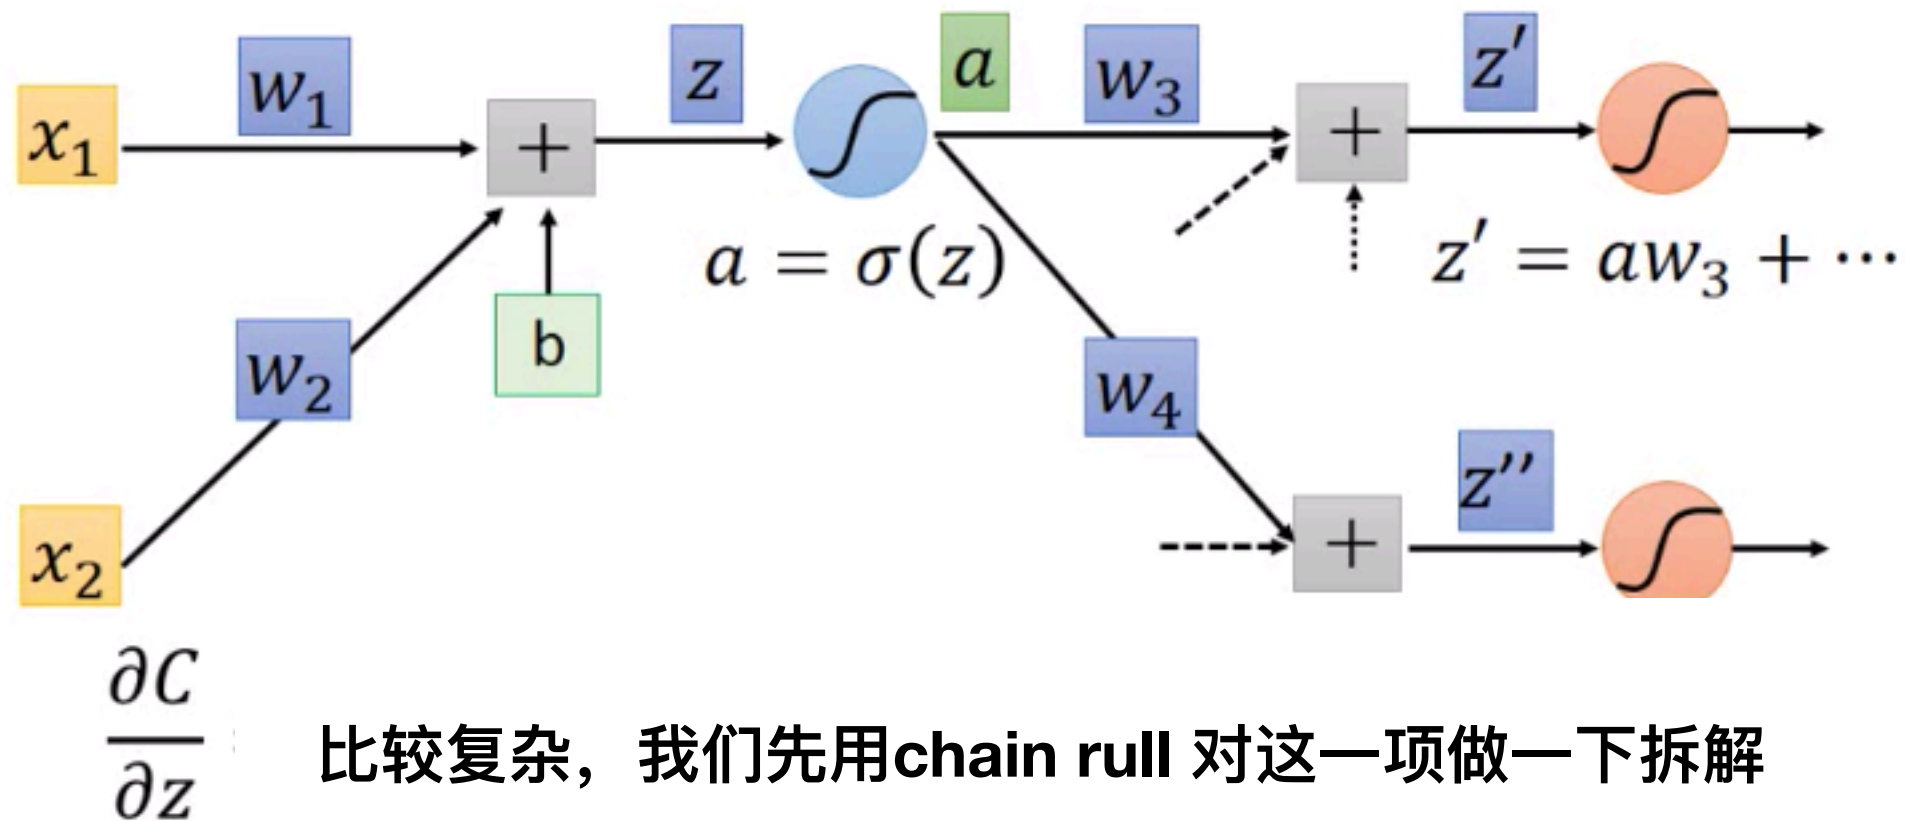 w₁
z
a
w₃
z′
x₁
+
+
a = σ(z)
z′ = aw₃ + ⋯
w₂
b
w₄
z′′
x₂
+
∂C
∂z
比较复杂，我们先用chain rull 对这一项做一下拆解